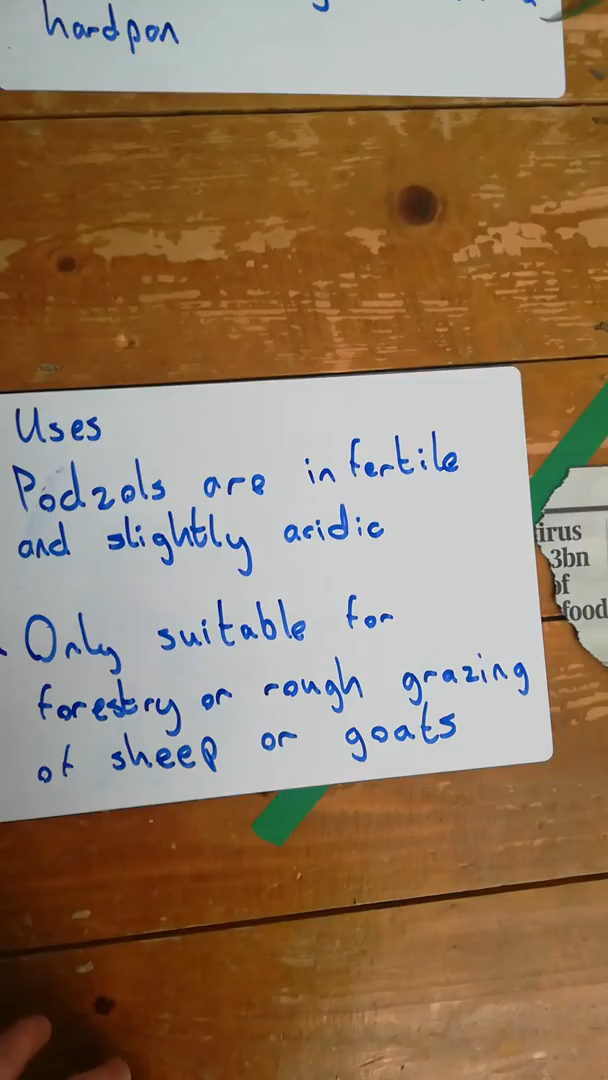 hardpan
Uses
Podzols are infertile
and slightly acidic
Only suitable for
forestry or rough grazing
of sheep or goats
irus
3bn
of
food